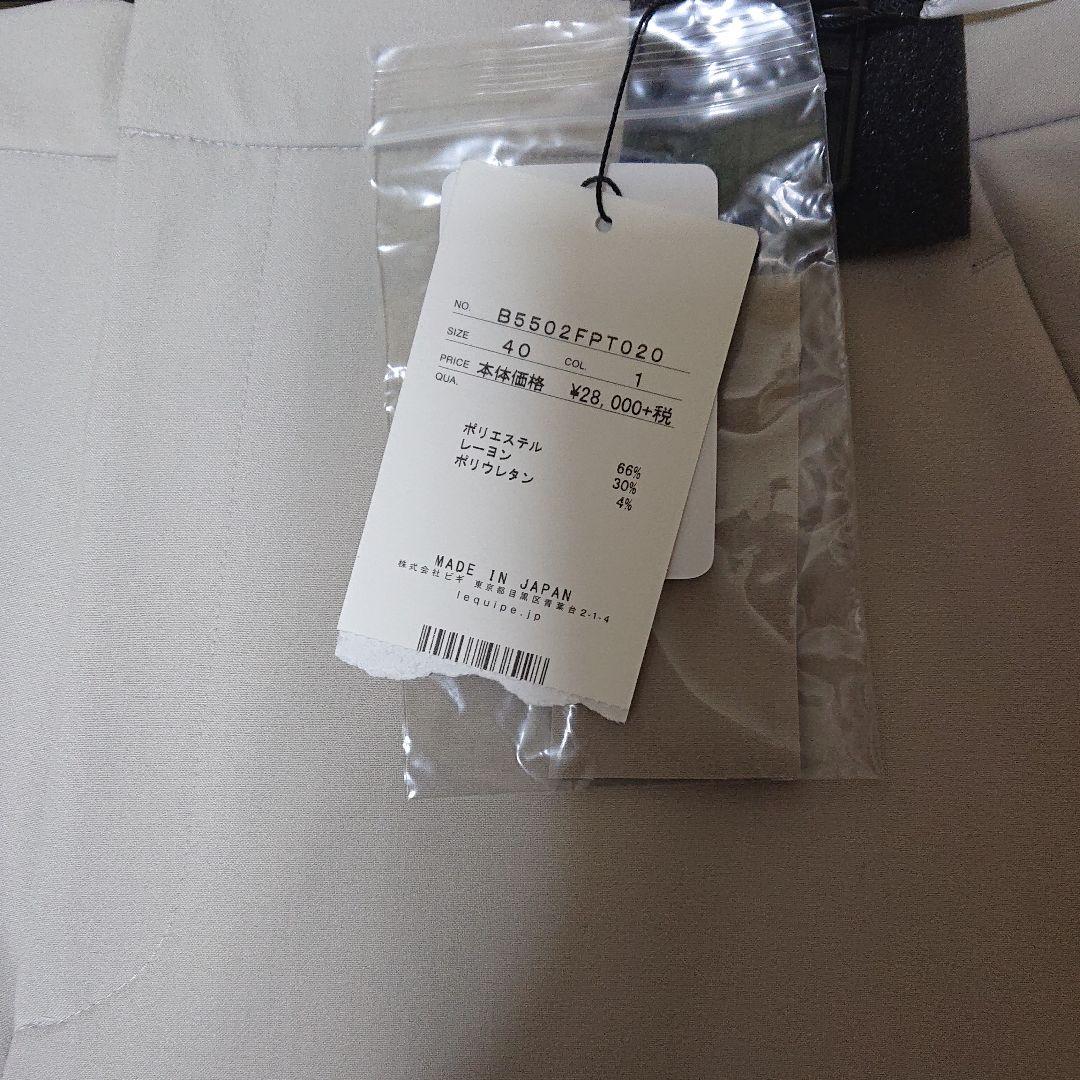 NO. B5502FPT020
SIZE 40 COL. 1
PRICE 本体価格 ¥28,000+税
QUA.
ポリエステル 66%
レーヨン 30%
ポリウレタン 4%
MADE IN JAPAN
株式会社ビギ 東京都目黒区青葉台2-1-4
lequipe.jp